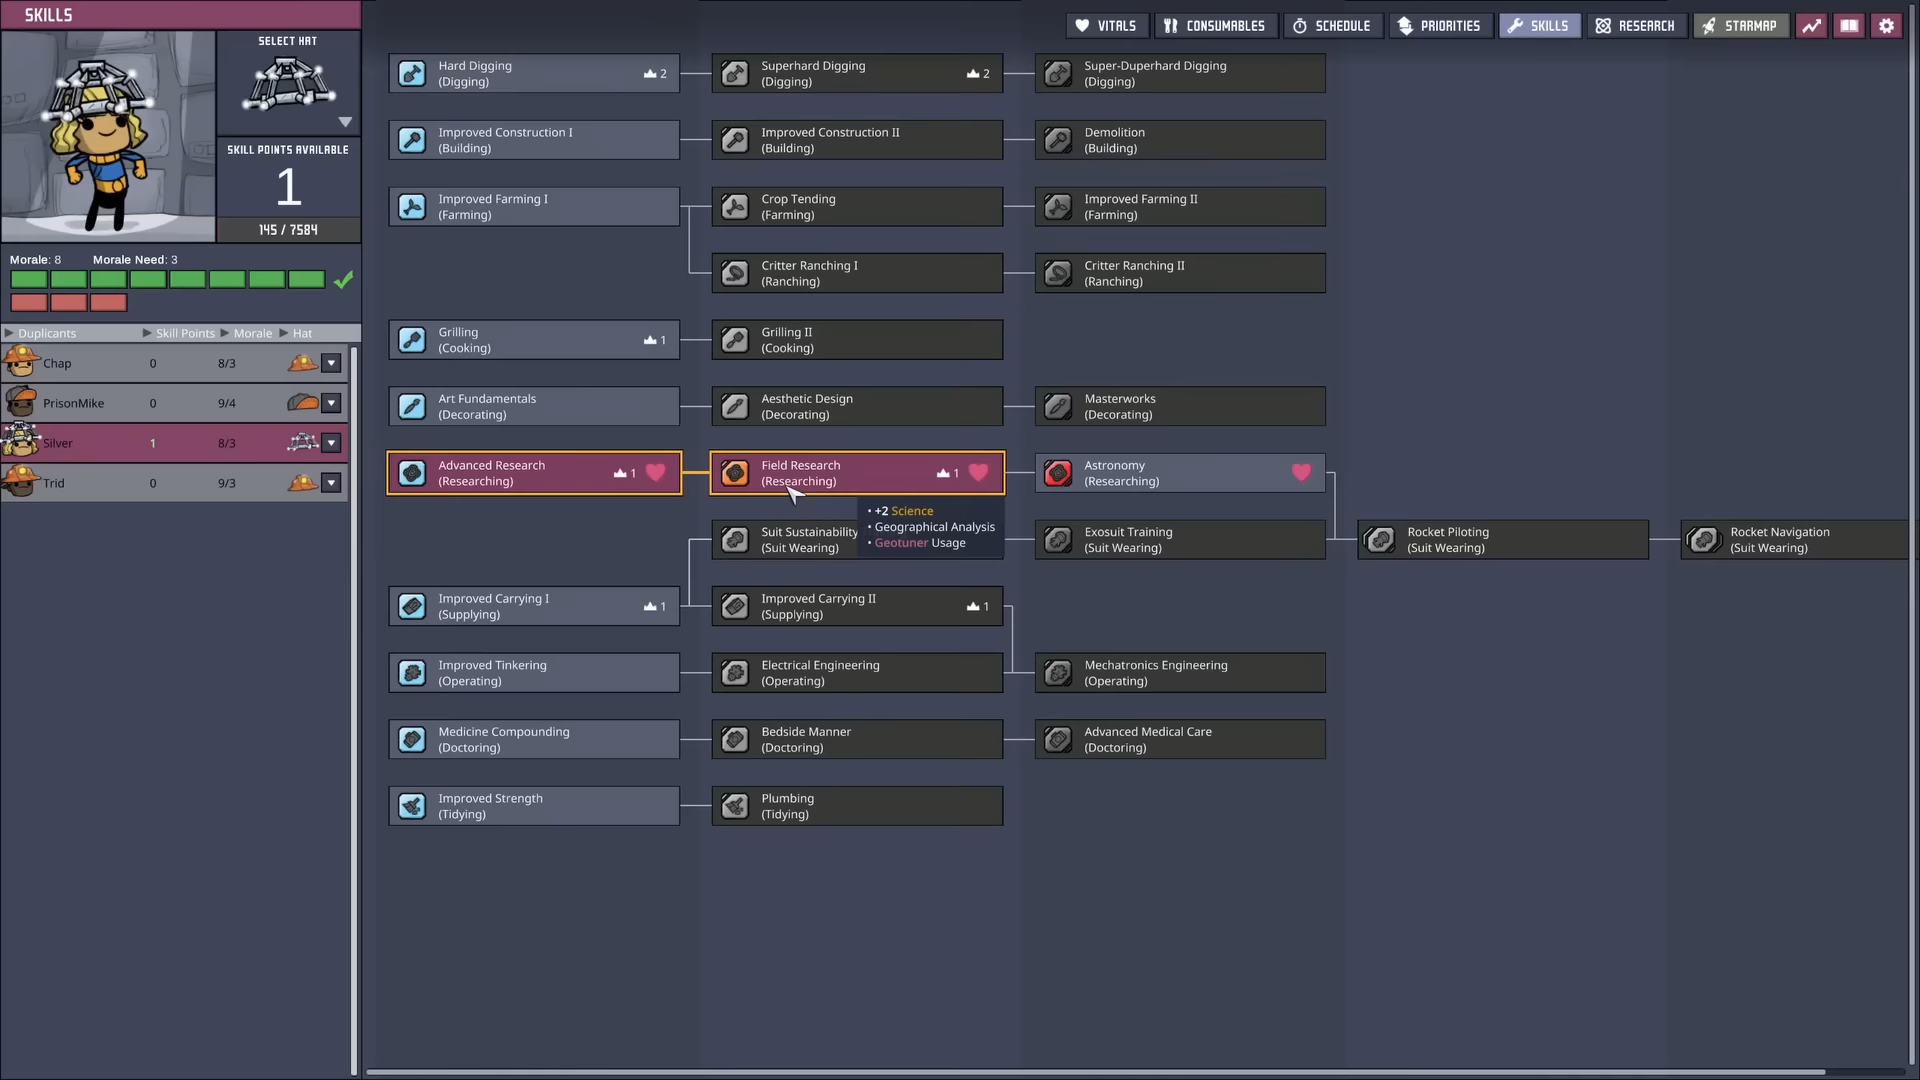 SKILLS
VITALS
CONSUMABLES
SCHEDULE
PRIORITIES
SKILLS
RESEARCH
STARMAP
SELECT HAT
SKILL POINTS AVAILABLE
1
145 / 7584
Morale: 8
Morale Need: 3
Duplicants
Skill Points
Morale
Hat
Chap
0
8/3
PrisonMike
0
9/4
Silver
1
8/3
Trid
0
9/3
Hard Digging
(Digging)
2
Superhard Digging
(Digging)
2
Super-Duperhard Digging
(Digging)
Improved Construction I
(Building)
Improved Construction II
(Building)
Demolition
(Building)
Improved Farming I
(Farming)
Crop Tending
(Farming)
Improved Farming II
(Farming)
Critter Ranching I
(Ranching)
Critter Ranching II
(Ranching)
Grilling
(Cooking)
1
Grilling II
(Cooking)
Art Fundamentals
(Decorating)
Aesthetic Design
(Decorating)
Masterworks
(Decorating)
Advanced Research
(Researching)
1
Field Research
(Researching)
1
Astronomy
(Researching)
• +2 Science
• Geographical Analysis
• Geotuner Usage
Suit Sustainability
(Suit Wearing)
Exosuit Training
(Suit Wearing)
Rocket Piloting
(Suit Wearing)
Rocket Navigation
(Suit Wearing)
Improved Carrying I
(Supplying)
1
Improved Carrying II
(Supplying)
1
Improved Tinkering
(Operating)
Electrical Engineering
(Operating)
Mechatronics Engineering
(Operating)
Medicine Compounding
(Doctoring)
Bedside Manner
(Doctoring)
Advanced Medical Care
(Doctoring)
Improved Strength
(Tidying)
Plumbing
(Tidying)